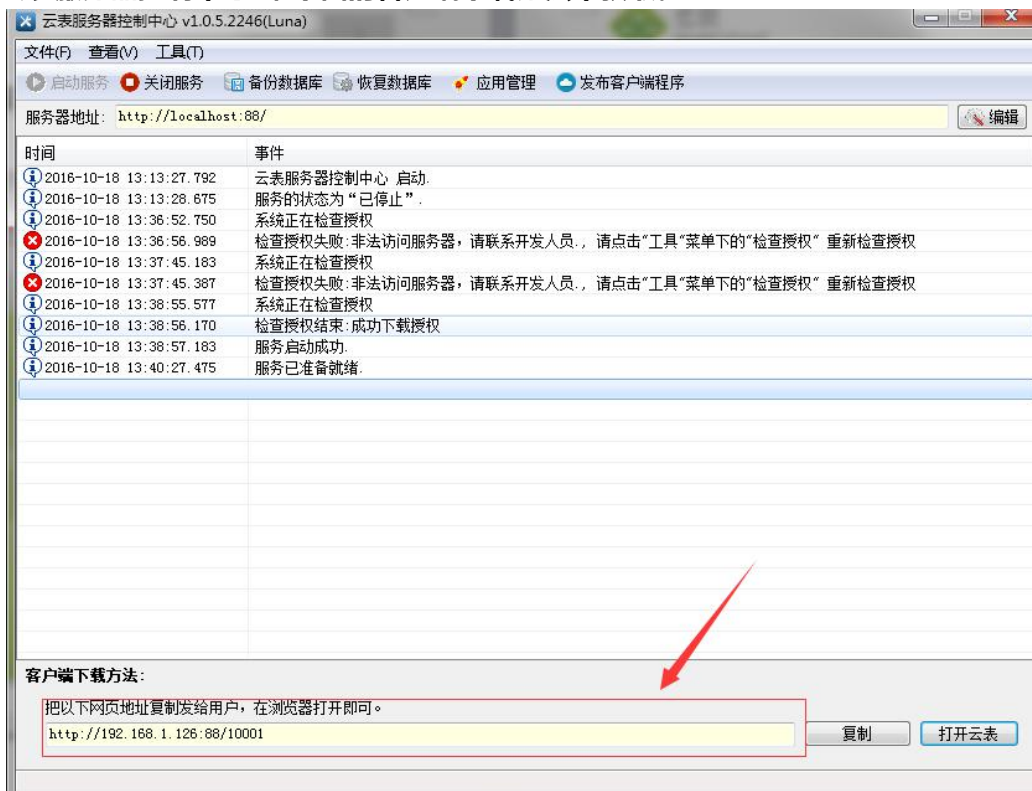 云表服务器控制中心 v1.0.5.2246(Luna)
文件(F) 查看(V) 工具(T)
启动服务 关闭服务 备份数据库 恢复数据库 应用管理 发布客户端程序
服务器地址: http://localhost:88/ 编辑
时间 事件
2016-10-18 13:13:27.792 云表服务器控制中心 启动.
2016-10-18 13:13:28.675 服务的状态为“已停止”.
2016-10-18 13:36:52.750 系统正在检查授权
2016-10-18 13:36:56.989 检查授权失败:非法访问服务器，请联系开发人员.，请点击“工具“菜单下的“检查授权” 重新检查授权
2016-10-18 13:37:45.183 系统正在检查授权
2016-10-18 13:37:45.387 检查授权失败:非法访问服务器，请联系开发人员.，请点击“工具“菜单下的“检查授权” 重新检查授权
2016-10-18 13:38:55.577 系统正在检查授权
2016-10-18 13:38:56.170 检查授权结束:成功下载授权
2016-10-18 13:38:57.183 服务启动成功.
2016-10-18 13:40:27.475 服务已准备就绪.
客户端下载方法:
把以下网页地址复制发给用户，在浏览器打开即可。
http://192.168.1.126:88/10001 复制 打开云表